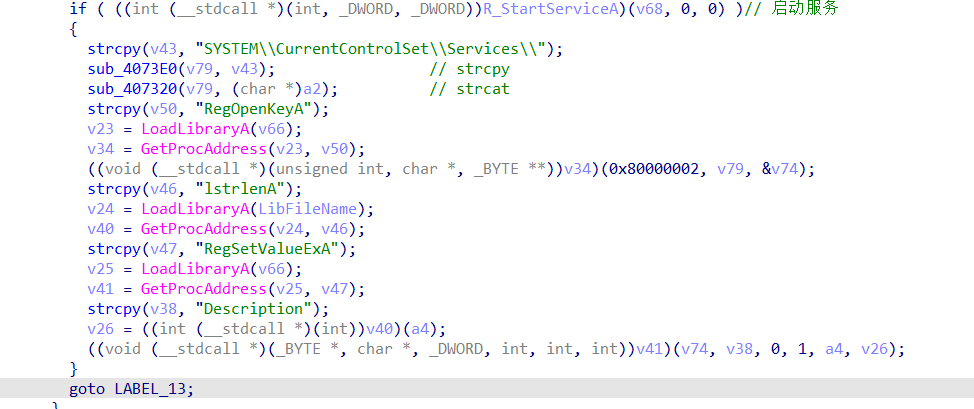 if ( ((int (__stdcall *)(int, _DWORD, _DWORD))R_StartServiceA)(v68, 0, 0) )// 启动服务
{
strcpy(v43, "SYSTEM\\CurrentControlSet\\Services\\");
sub_4073E0(v79, v43); // strcpy
sub_407320(v79, (char *)a2); // strcat
strcpy(v50, "RegOpenKeyA");
v23 = LoadLibraryA(v66);
v34 = GetProcAddress(v23, v50);
((void (__stdcall *)(unsigned int, char *, _BYTE **))v34)(0x80000002, v79, &v74);
strcpy(v46, "lstrlenA");
v24 = LoadLibraryA(LibFileName);
v40 = GetProcAddress(v24, v46);
strcpy(v47, "RegSetValueExA");
v25 = LoadLibraryA(v66);
v41 = GetProcAddress(v25, v47);
strcpy(v38, "Description");
v26 = ((int (__stdcall *)(int))v40)(a4);
((void (__stdcall *)(_BYTE *, char *, _DWORD, int, int, int))v41)(v74, v38, 0, 1, a4, v26);
}
goto LABEL_13;